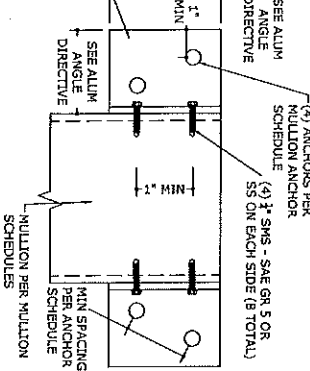 (4) ANCHORS PER
MULLION ANCHOR
SCHEDULE
(4) ¼" SMS - SAE GR 5 OR
SS ON EACH SIDE (8 TOTAL)
SEE ALUM
ANGLE
DIRECTIVE
1"
MIN
SEE ALUM
ANGLE
DIRECTIVE
1" MIN
MIN SPACING
PER ANCHOR
SCHEDULE
MULLION PER MULLION
SCHEDULES